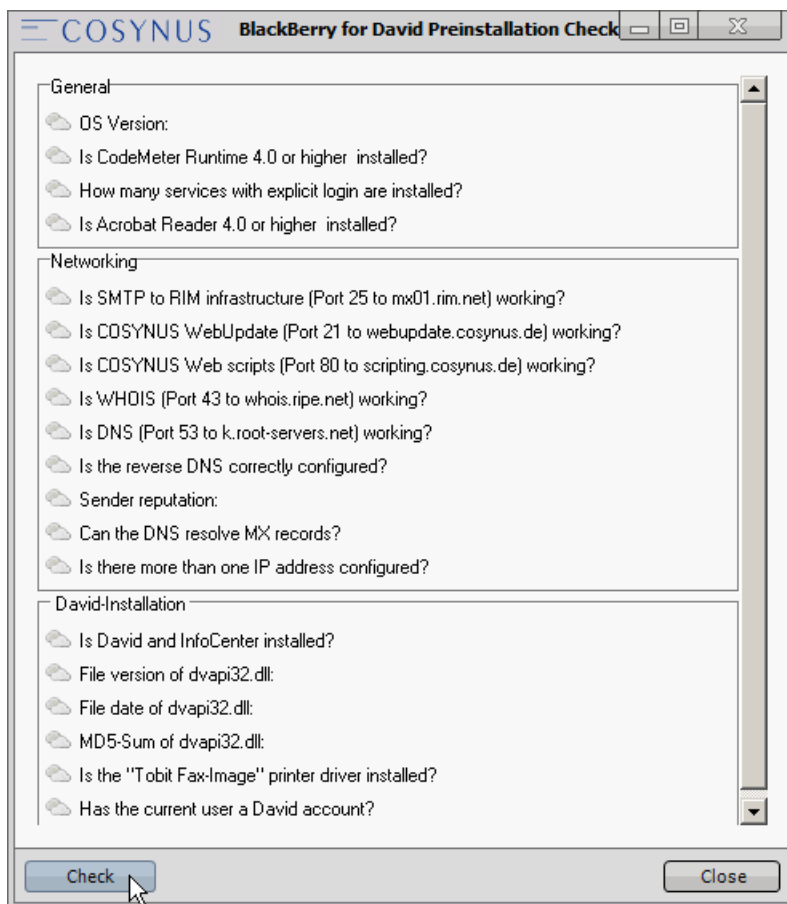 COSYNUS BlackBerry for David Preinstallation Check
General
OS Version:
Is CodeMeter Runtime 4.0 or higher  installed?
How many services with explicit login are installed?
Is Acrobat Reader 4.0 or higher  installed?
Networking
Is SMTP to RIM infrastructure (Port 25 to mx01.rim.net) working?
Is COSYNUS WebUpdate (Port 21 to webupdate.cosynus.de) working?
Is COSYNUS Web scripts (Port 80 to scripting.cosynus.de) working?
Is WHOIS (Port 43 to whois.ripe.net) working?
Is DNS (Port 53 to k.root-servers.net) working?
Is the reverse DNS correctly configured?
Sender reputation:
Can the DNS resolve MX records?
Is there more than one IP address configured?
David-Installation
Is David and InfoCenter installed?
File version of dvapi32.dll:
File date of dvapi32.dll:
MD5-Sum of dvapi32.dll:
Is the "Tobit Fax-Image" printer driver installed?
Has the current user a David account?
Check Close